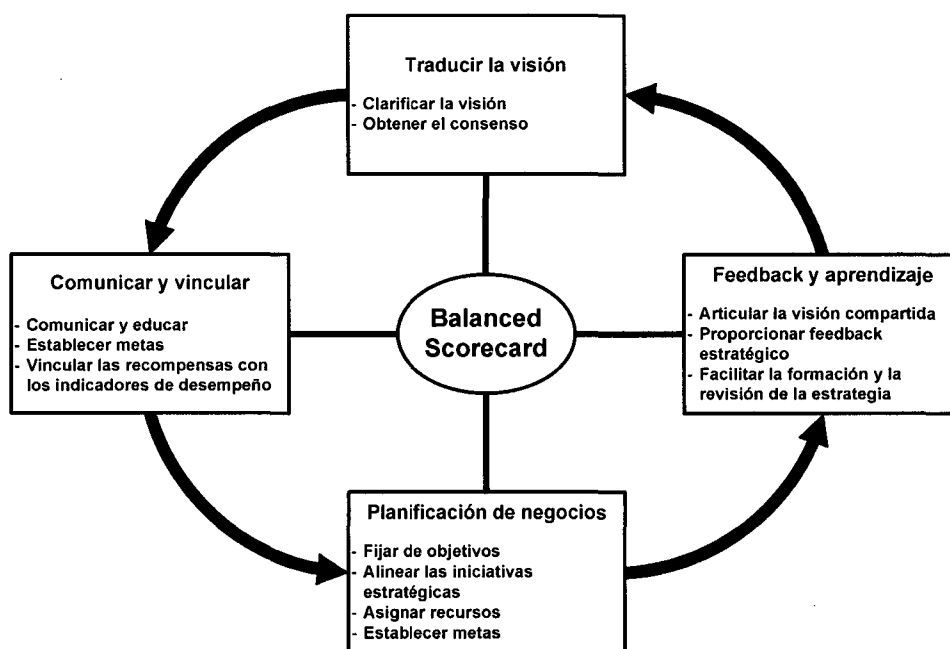 Traducir la visión
- Clarificar la visión
- Obtener el consenso
Comunicar y vincular
- Comunicar y educar
- Establecer metas
- Vincular las recompensas con
los indicadores de desempeño
Balanced
Scorecard
Feedback y aprendizaje
- Articular la visión compartida
- Proporcionar feedback
estratégico
- Facilitar la formación y la
revisión de la estrategia
Planificación de negocios
- Fijar de objetivos
- Alinear las iniciativas
estratégicas
- Asignar recursos
- Establecer metas